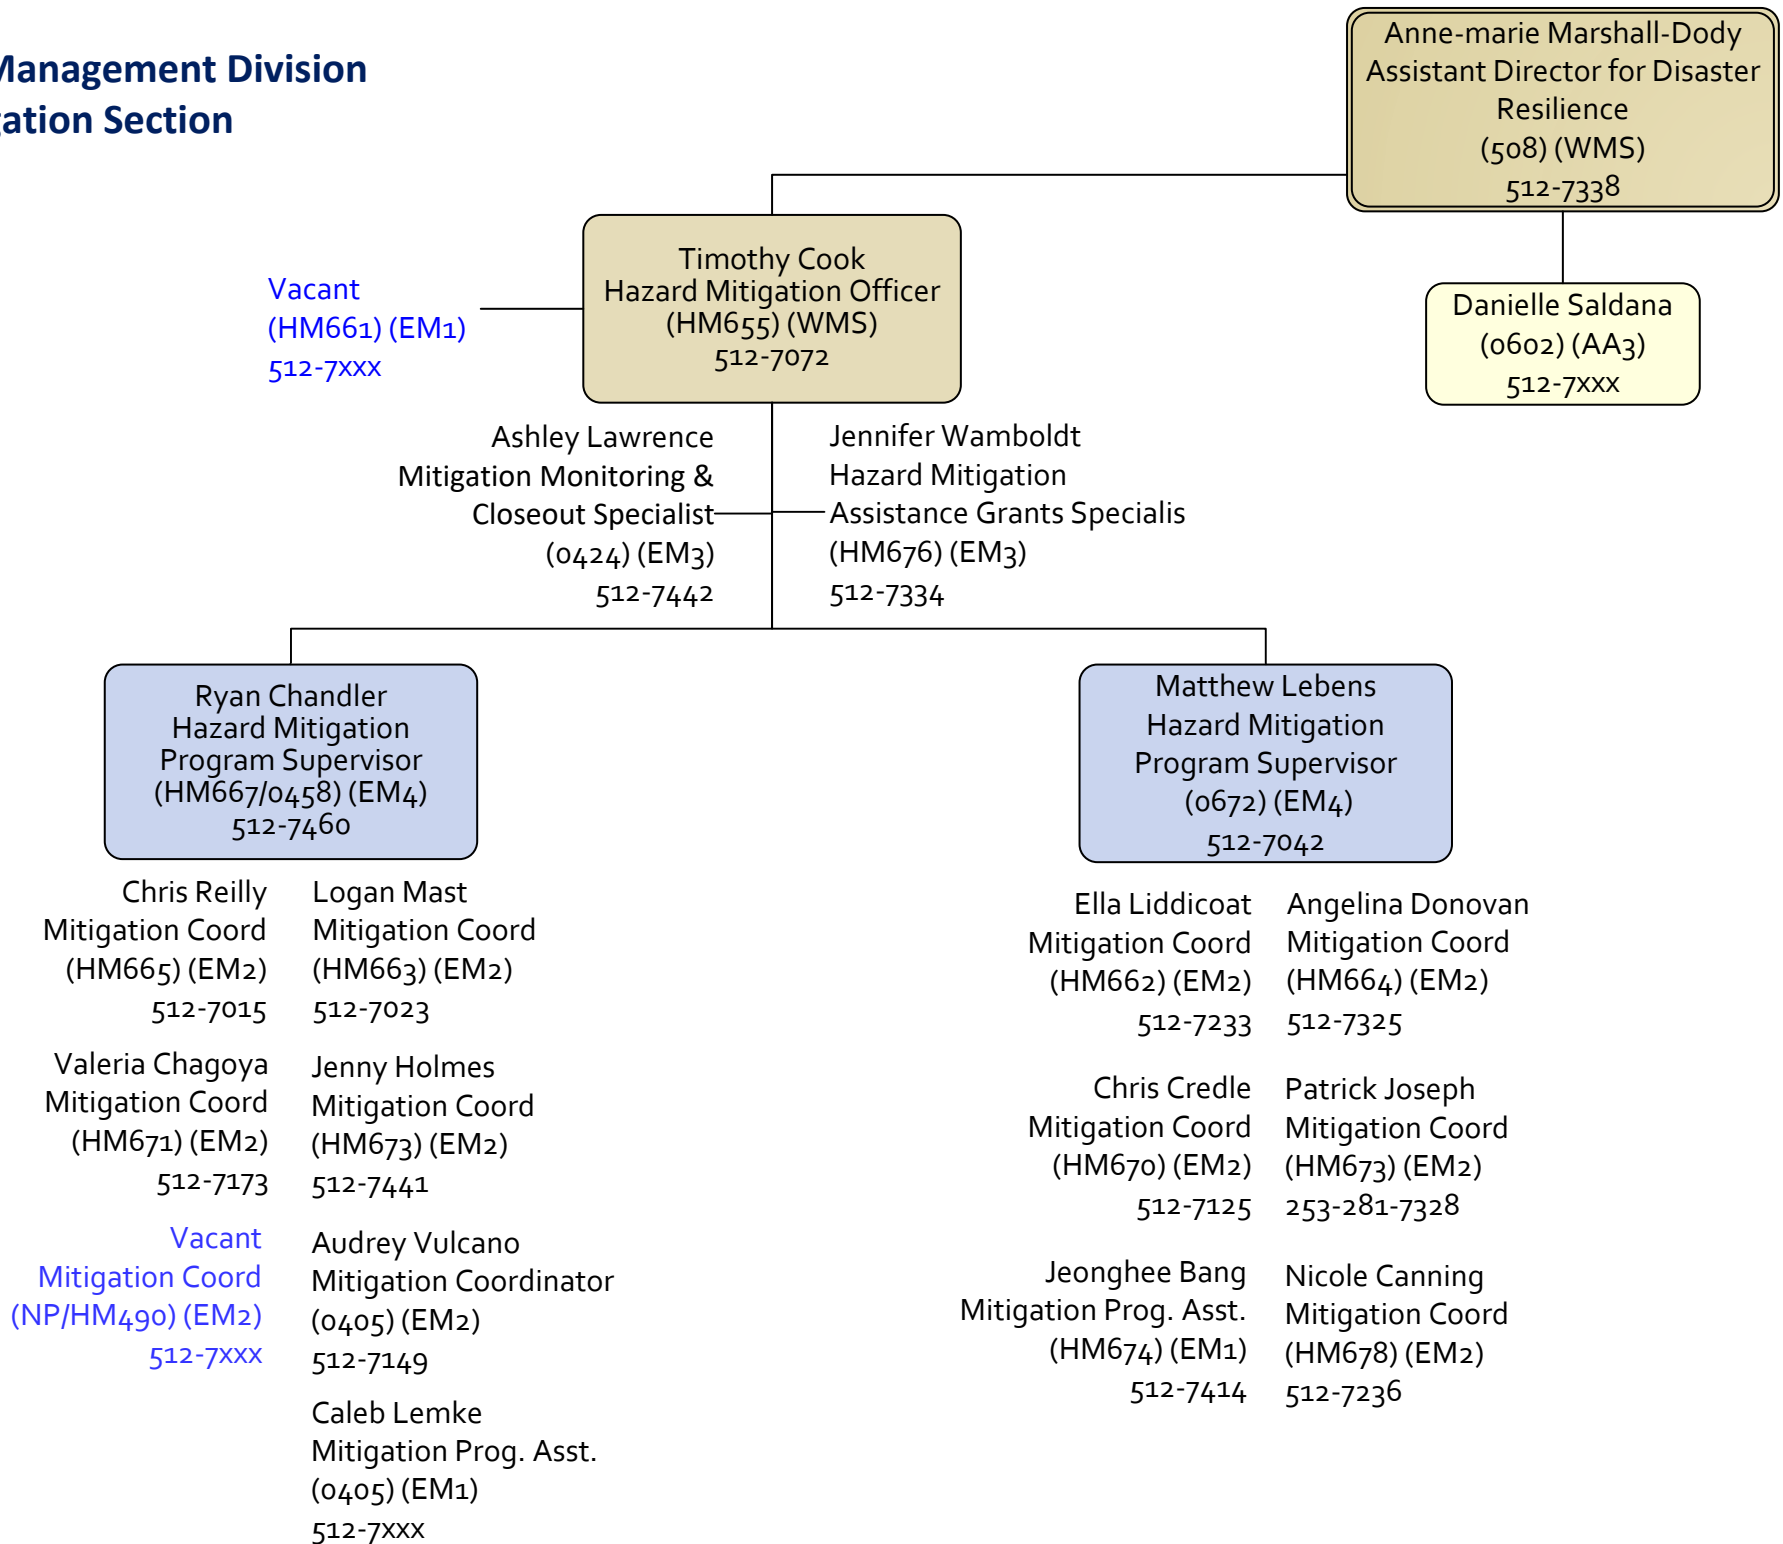 Management Division
gation Section
Anne-marie Marshall-Dody
Assistant Director for Disaster
Resilience
(508) (WMS)
512-7338
Timothy Cook
Hazard Mitigation Officer
(HM655) (WMS)
512-7072
Vacant
(HM661) (EM1)
512-7xxx
Danielle Saldana
(0602) (AA3)
512-7xxx
Ashley Lawrence
Mitigation Monitoring &
Closeout Specialist
(0424) (EM3)
512-7442
Jennifer Wamboldt
Hazard Mitigation
Assistance Grants Specialis
(HM676) (EM3)
512-7334
Ryan Chandler
Hazard Mitigation
Program Supervisor
(HM667/0458) (EM4)
512-7460
Matthew Lebens
Hazard Mitigation
Program Supervisor
(0672) (EM4)
512-7042
Chris Reilly
Mitigation Coord
(HM665) (EM2)
512-7015
Logan Mast
Mitigation Coord
(HM663) (EM2)
512-7023
Valeria Chagoya
Mitigation Coord
(HM671) (EM2)
512-7173
Jenny Holmes
Mitigation Coord
(HM673) (EM2)
512-7441
Vacant
Mitigation Coord
(NP/HM490) (EM2)
512-7xxx
Audrey Vulcano
Mitigation Coordinator
(0405) (EM2)
512-7149
Caleb Lemke
Mitigation Prog. Asst.
(0405) (EM1)
512-7xxx
Ella Liddicoat
Mitigation Coord
(HM662) (EM2)
512-7233
Angelina Donovan
Mitigation Coord
(HM664) (EM2)
512-7325
Chris Credle
Mitigation Coord
(HM670) (EM2)
512-7125
Patrick Joseph
Mitigation Coord
(HM673) (EM2)
253-281-7328
Jeonghee Bang
Mitigation Prog. Asst.
(HM674) (EM1)
512-7414
Nicole Canning
Mitigation Coord
(HM678) (EM2)
512-7236